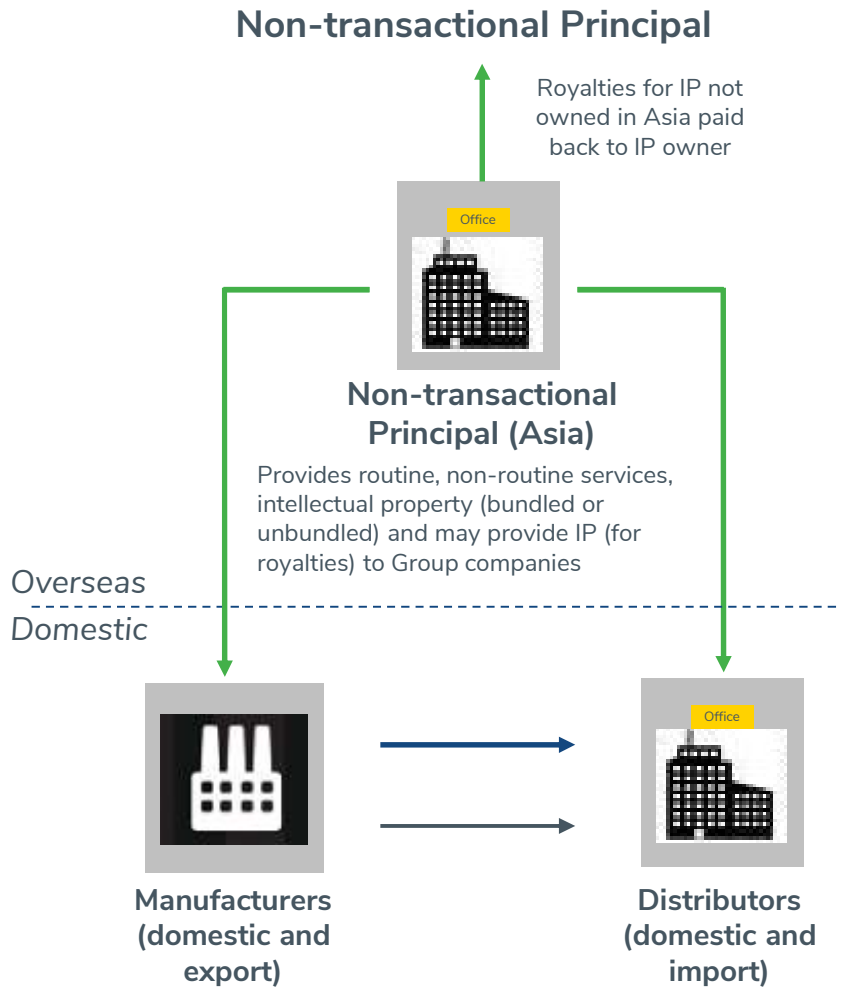 Non-transactional Principal
Royalties for IP not
owned in Asia paid
back to IP owner
Office
Non-transactional
Principal (Asia)
Provides routine, non-routine services,
intellectual property (bundled or
unbundled) and may provide IP (for
royalties) to Group companies
Overseas
Domestic
Office
Manufacturers
(domestic and
export)
Distributors
(domestic and
import)